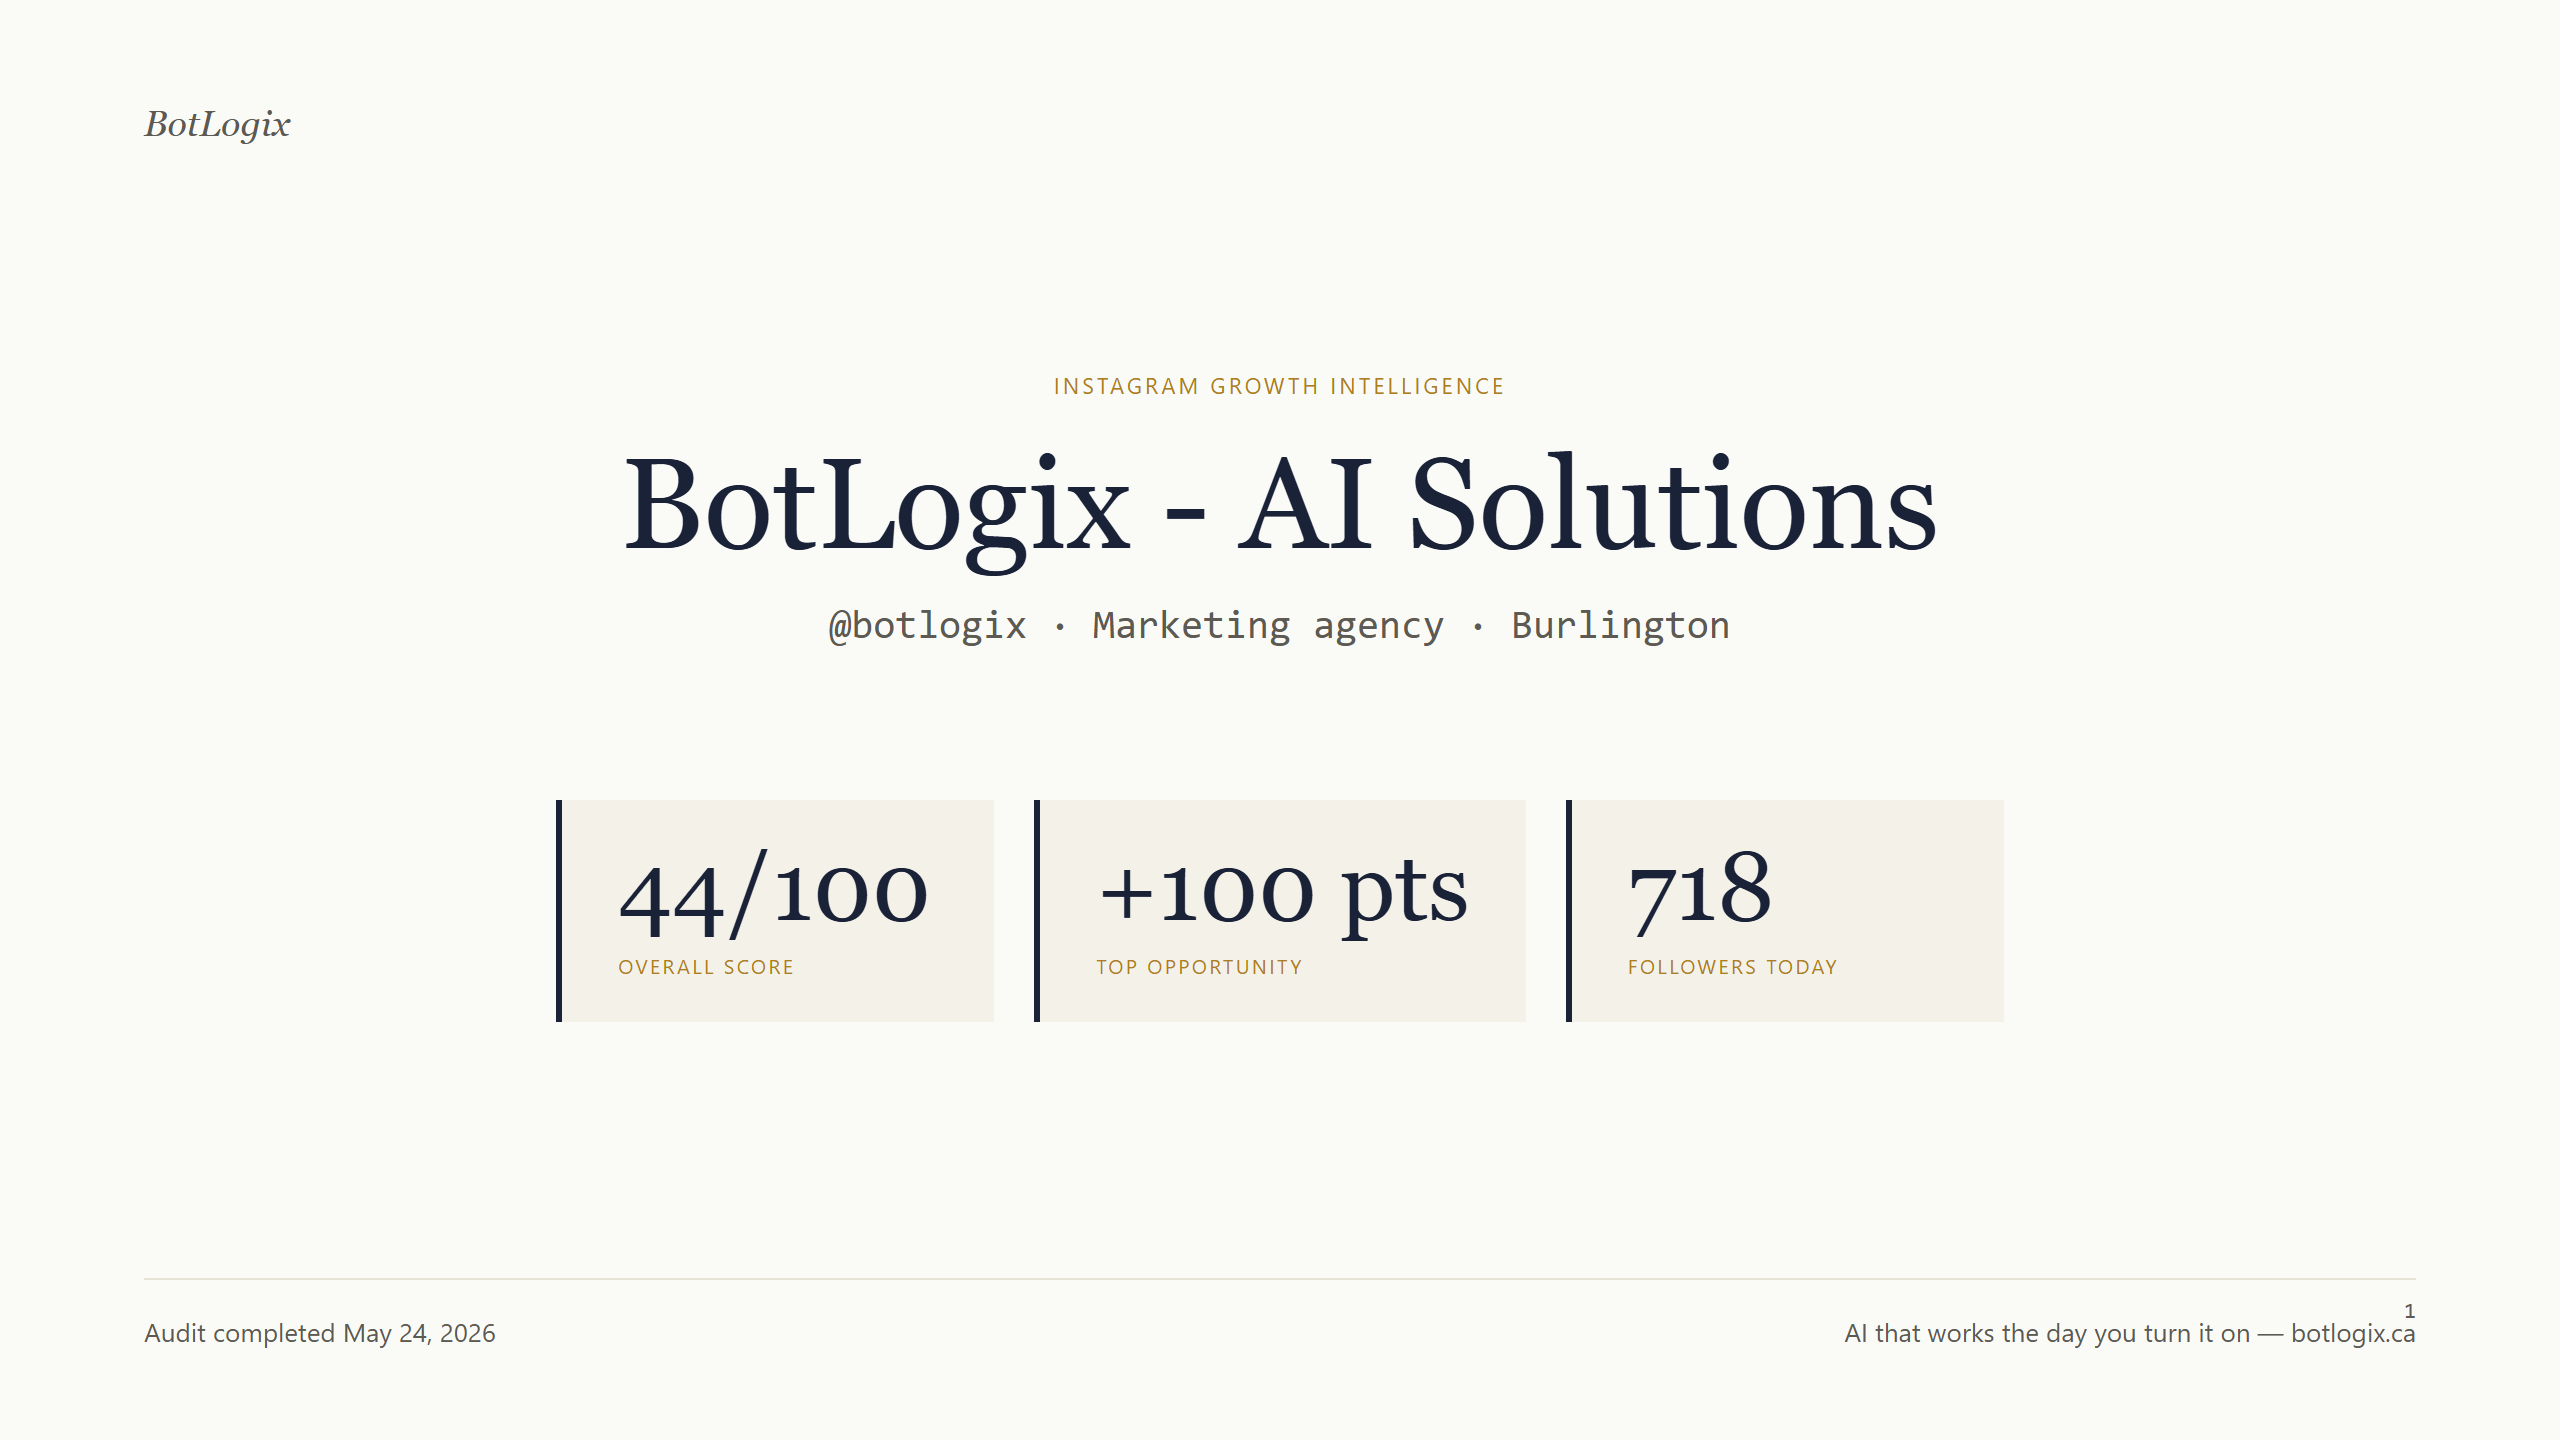 BotLogix
INSTAGRAM GROWTH INTELLIGENCE
BotLogix - AI Solutions
@botlogix · Marketing agency · Burlington
44/100
OVERALL SCORE
+100 pts
TOP OPPORTUNITY
718
FOLLOWERS TODAY
Audit completed May 24, 2026
1
AI that works the day you turn it on — botlogix.ca